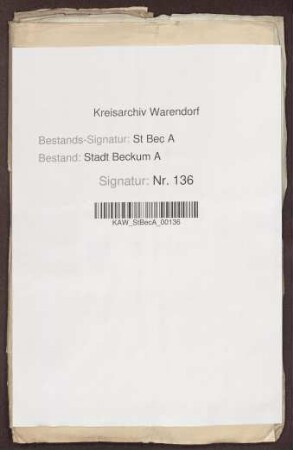 Kreisarchiv Warendorf
Bestands-Signatur: St Bec A
Bestand: Stadt Beckum A
Signatur: Nr. 136
KAW_StBecA_00136